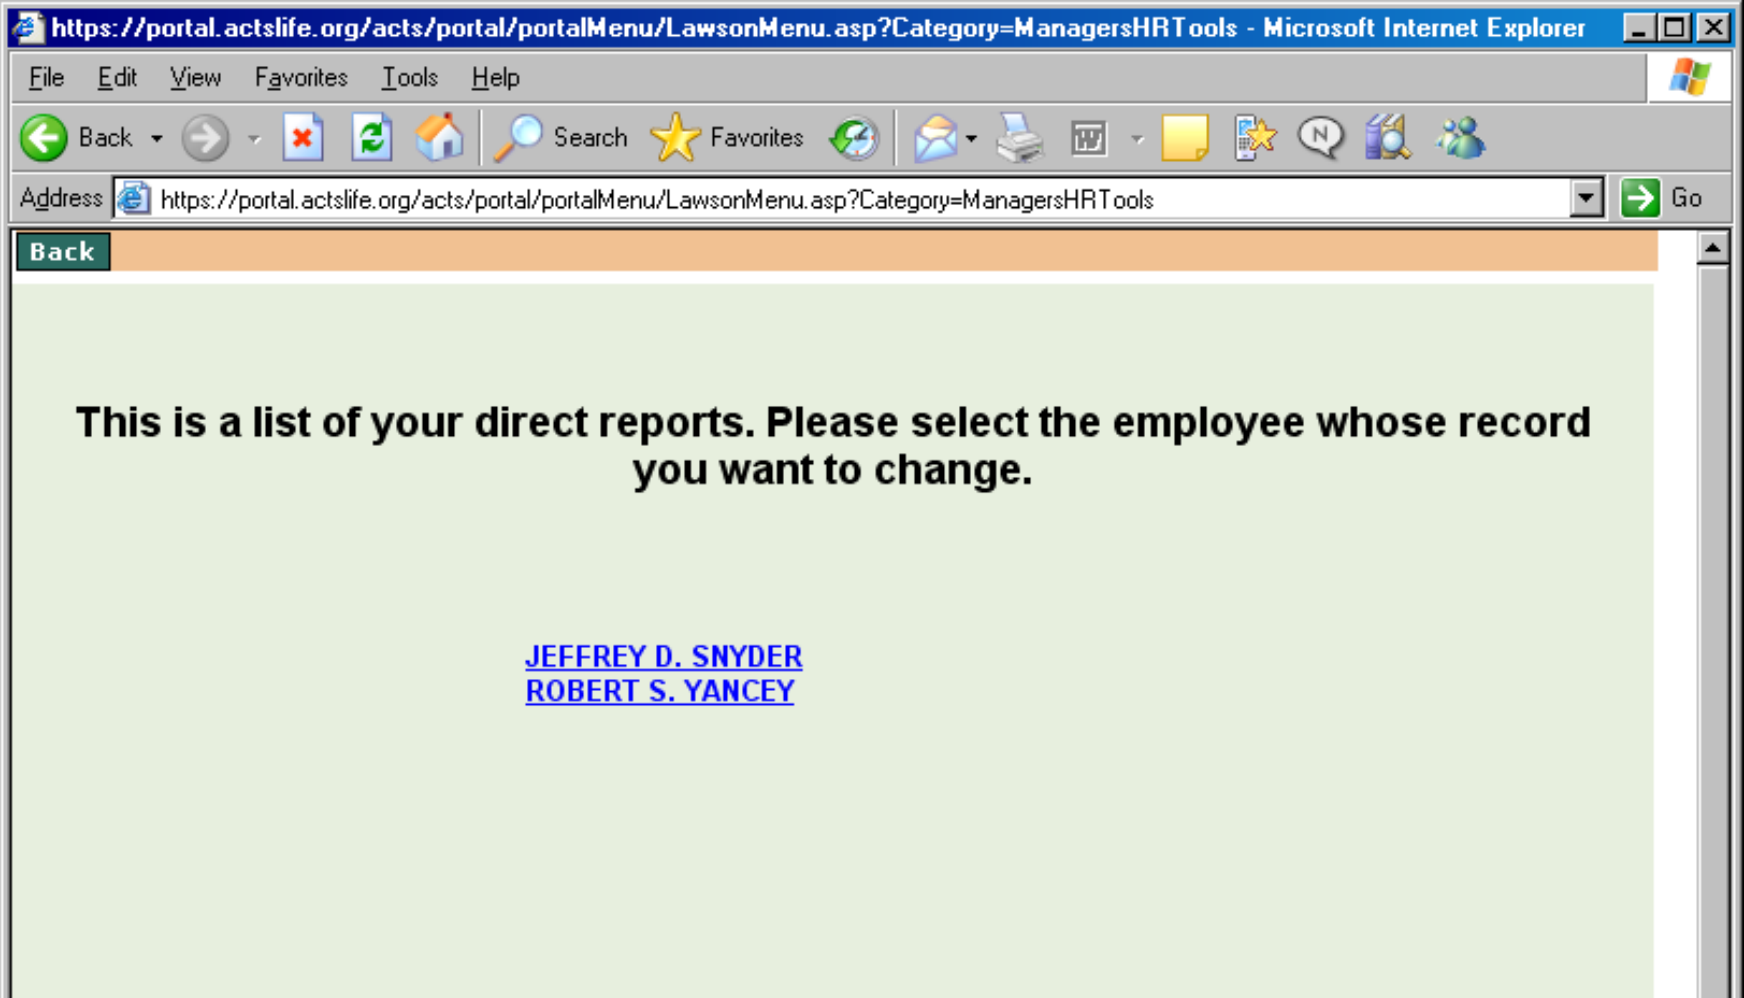 https://portal.actslife.org/acts/portal/portalMenu/LawsonMenu.asp?Category=ManagersHRTools - Microsoft Internet Explorer
File Edit View Favorites Tools Help
Back Search Favorites W N
Address https://portal.actslife.org/acts/portal/portalMenu/LawsonMenu.asp?Category=ManagersHRTools Go
Back
This is a list of your direct reports. Please select the employee whose record
you want to change.
JEFFREY D. SNYDER
ROBERT S. YANCEY